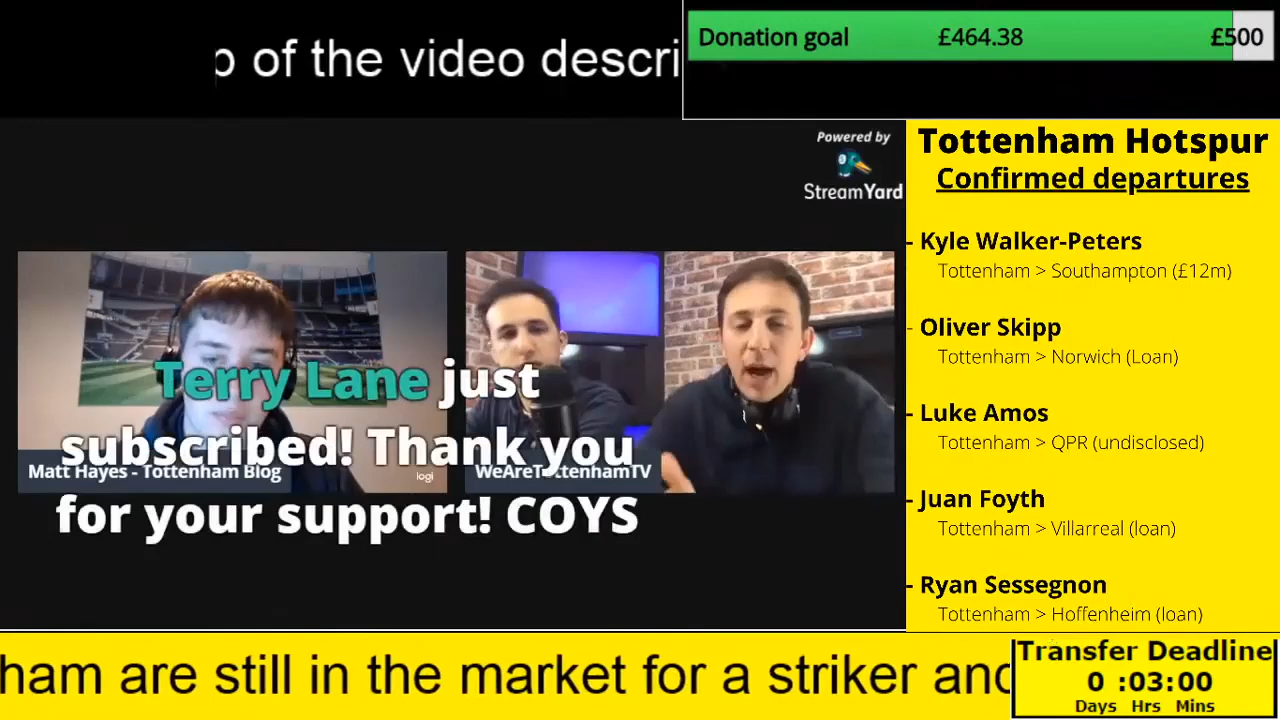 p of the video descri
Donation goal £464.38 £500
Powered by
StreamYard
Tottenham Hotspur
Confirmed departures
- Kyle Walker-Peters
Tottenham > Southampton (£12m)
- Oliver Skipp
Tottenham > Norwich (Loan)
- Luke Amos
Tottenham > QPR (undisclosed)
- Juan Foyth
Tottenham > Villarreal (loan)
- Ryan Sessegnon
Tottenham > Hoffenheim (loan)
Terry Lane just
subscribed! Thank you
for your support! COYS
Matt Hayes - Tottenham Blog
logi
WeAreTottenhamTV
ham are still in the market for a striker and
Transfer Deadline
0 :03:00
Days Hrs Mins